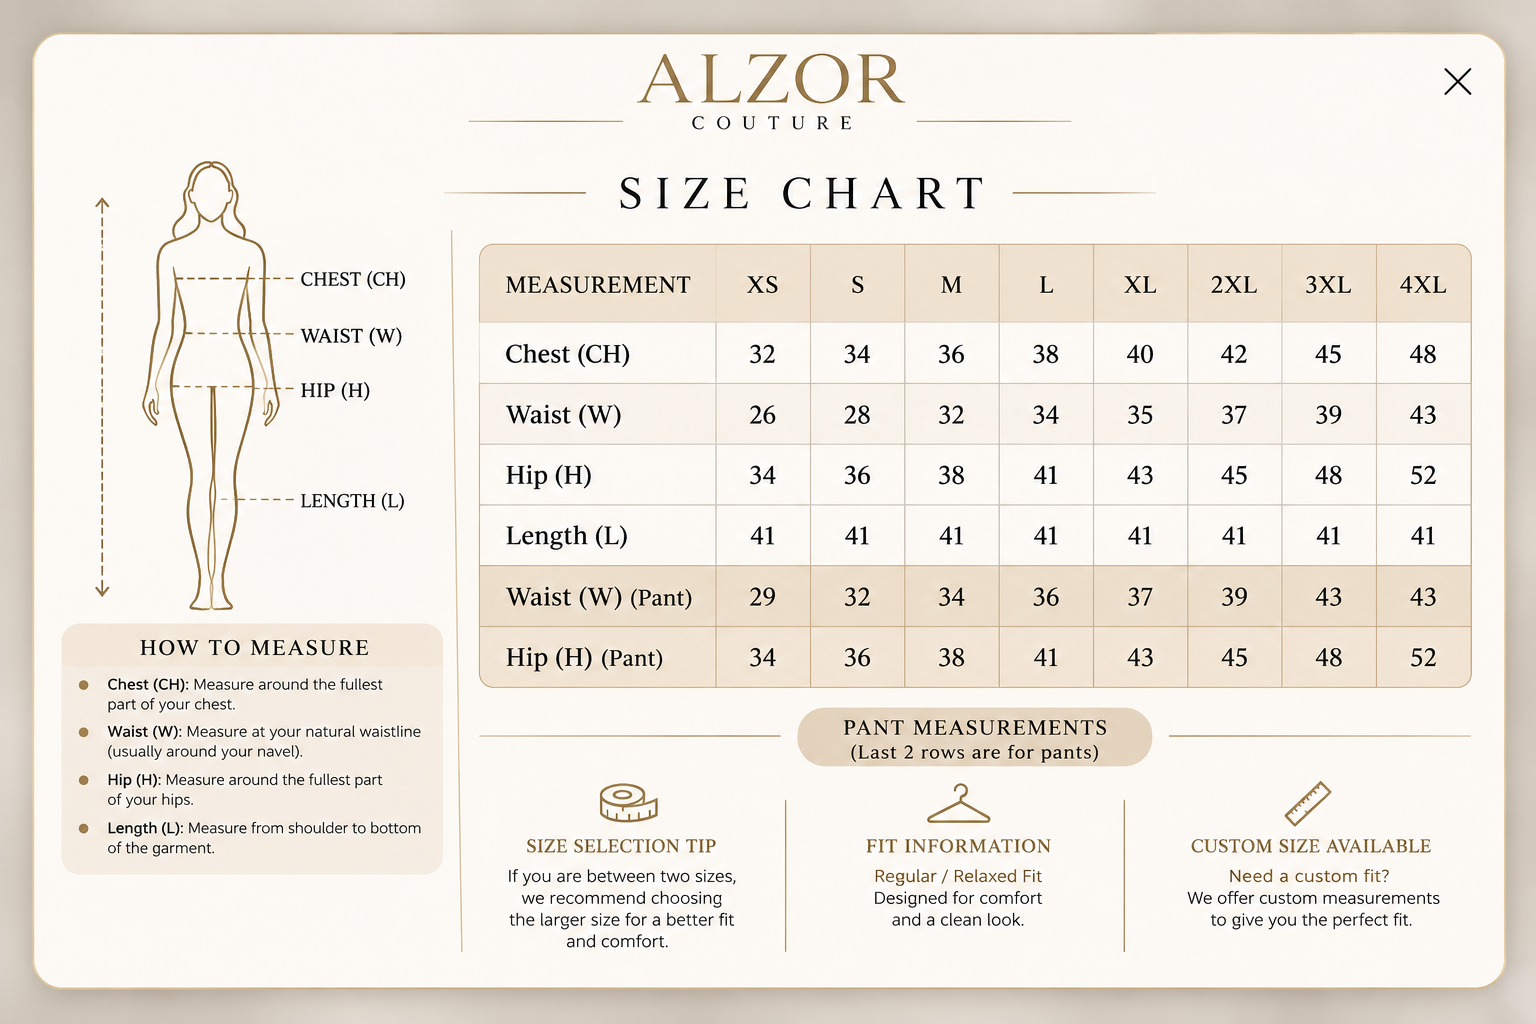 ALZOR
COUTURE
SIZE CHART
CHEST (CH)
WAIST (W)
HIP (H)
LENGTH (L)
HOW TO MEASURE
Chest (CH): Measure around the fullest
part of your chest.
Waist (W): Measure at your natural waistline
(usually around your navel).
Hip (H): Measure around the fullest part
of your hips.
Length (L): Measure from shoulder to bottom
of the garment.
MEASUREMENT XS S M L XL 2XL 3XL 4XL
Chest (CH) 32 34 36 38 40 42 45 48
Waist (W) 26 28 32 34 35 37 39 43
Hip (H) 34 36 38 41 43 45 48 52
Length (L) 41 41 41 41 41 41 41 41
Waist (W) (Pant) 29 32 34 36 37 39 43 43
Hip (H) (Pant) 34 36 38 41 43 45 48 52
PANT MEASUREMENTS
(Last 2 rows are for pants)
SIZE SELECTION TIP
If you are between two sizes,
we recommend choosing
the larger size for a better fit
and comfort.
FIT INFORMATION
Regular / Relaxed Fit
Designed for comfort
and a clean look.
CUSTOM SIZE AVAILABLE
Need a custom fit?
We offer custom measurements
to give you the perfect fit.